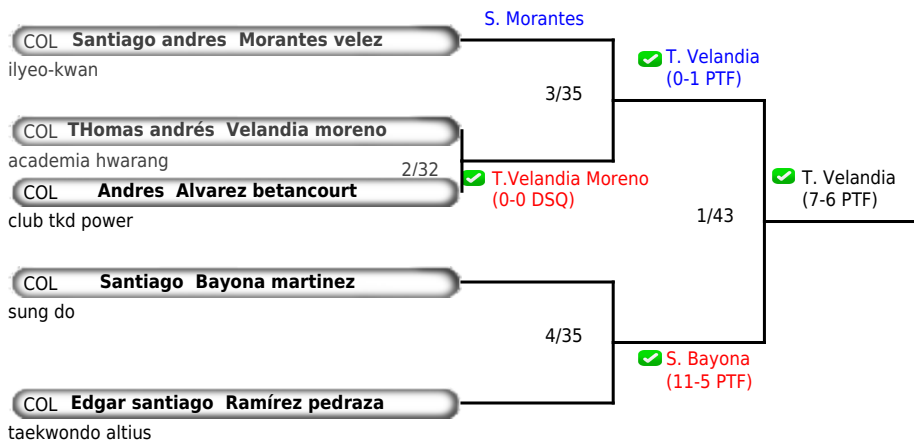 S. Morantes
COL Santiago andres Morantes velez
ilyeo-kwan
T. Velandia
(0-1 PTF)
3/35
COL THomas andrés Velandia moreno
academia hwarang
2/32
T.Velandia Moreno
(0-0 DSQ)
T. Velandia
(7-6 PTF)
COL Andres Alvarez betancourt
club tkd power
1/43
COL Santiago Bayona martinez
sung do
4/35
S. Bayona
(11-5 PTF)
COL Edgar santiago Ramírez pedraza
taekwondo altius